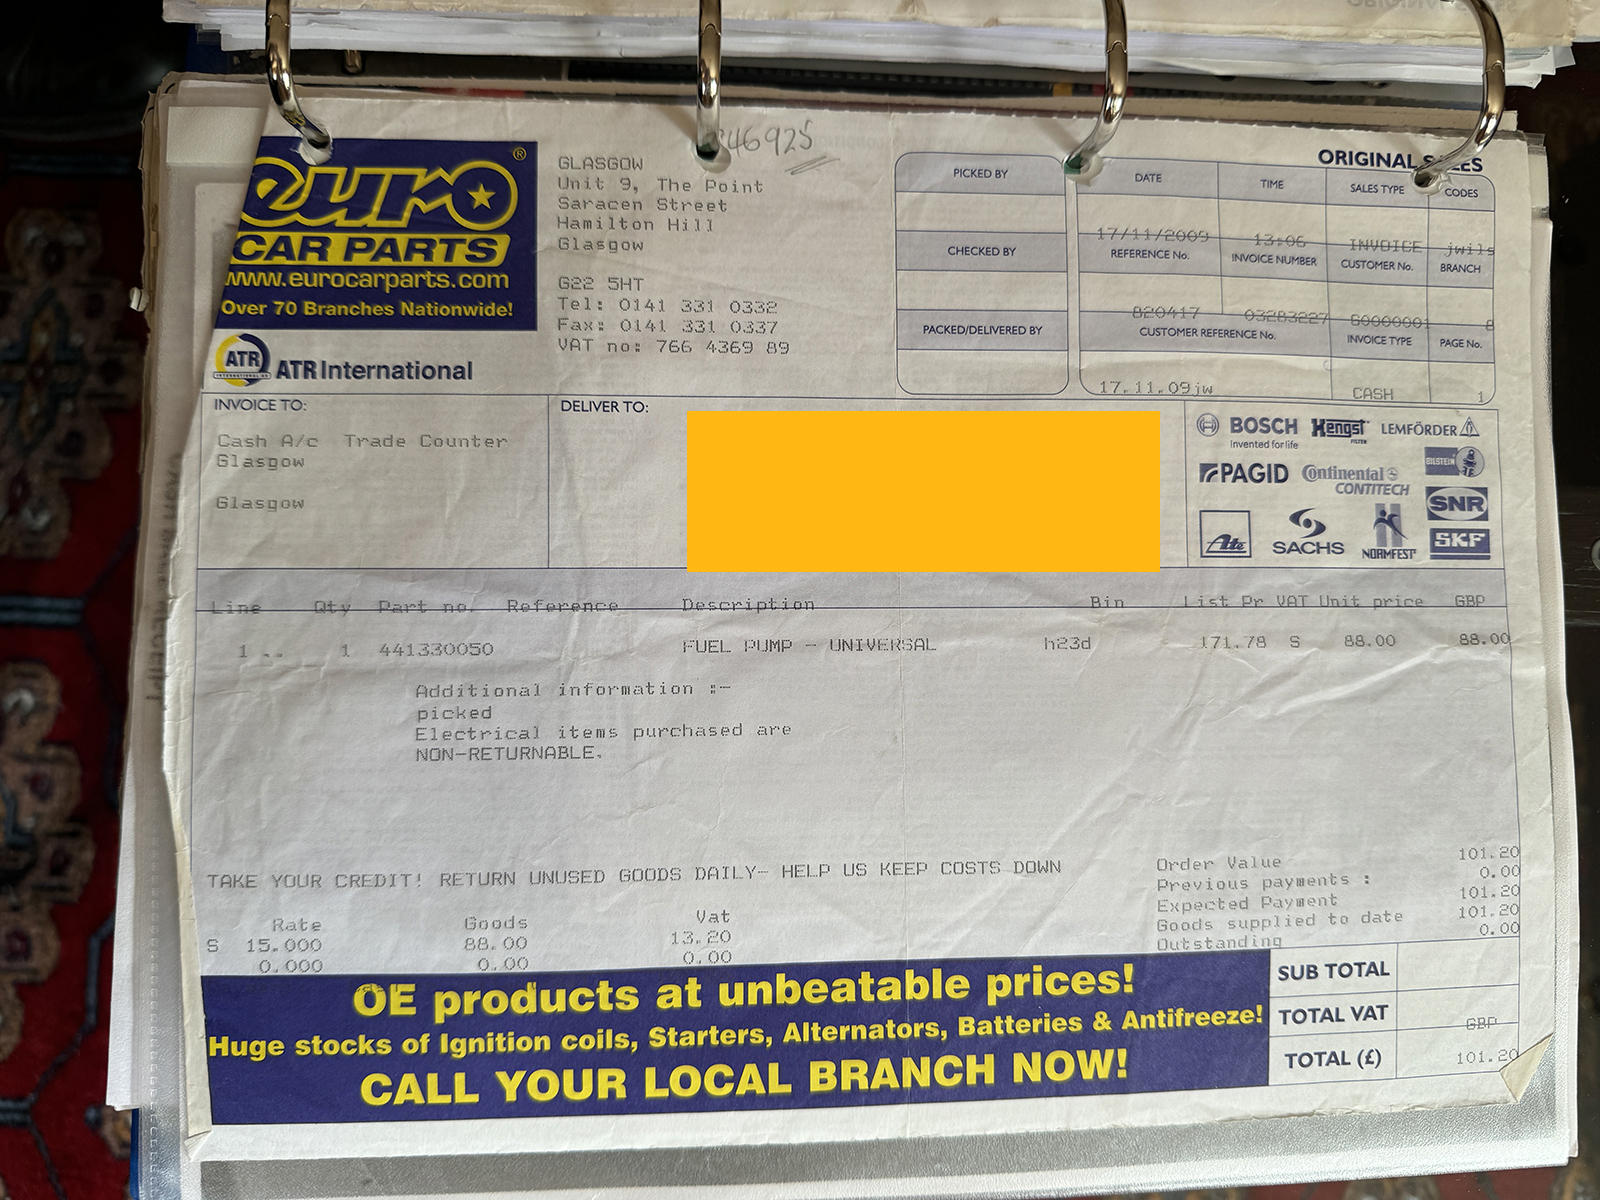 46925
euro®
CAR PARTS
www.eurocarparts.com
Over 70 Branches Nationwide!
ATR ATR International
GLASGOW
Unit 9, The Point
Saracen Street
Hamilton Hill
Glasgow
G22 5HT
Tel: 0141 331 0332
Fax: 0141 331 0337
VAT no: 766 4369 89
PICKED BY
CHECKED BY
PACKED/DELIVERED BY
ORIGINAL
DATE TIME SALES TYPE CODES
17/11/2009 13:06 INVOICE jwils
REFERENCE No. INVOICE NUMBER CUSTOMER No. BRANCH
820417 03283227 G0000001 8
CUSTOMER REFERENCE No. INVOICE TYPE PAGE No.
17.11.09jw CASH 1
INVOICE TO:
Cash A/c Trade Counter
Glasgow
Glasgow
DELIVER TO:
BOSCH Hengst LEMFÖRDER
Invented for life FILTER
PAGID Continental BILSTEIN
CONTITECH
SNR
Ate SACHS NORMFEST SKF
Line Qty Part no. Reference Description Bin List Pr VAT Unit price GBP
1 .. 1 441330050 FUEL PUMP - UNIVERSAL h23d 171.78 S 88.00 88.00
Additional information :-
picked
Electrical items purchased are
NON-RETURNABLE.
TAKE YOUR CREDIT! RETURN UNUSED GOODS DAILY- HELP US KEEP COSTS DOWN
Rate Goods Vat
S 15.000 88.00 13.20
0.000 0.00 0.00
Order Value 101.20
Previous payments : 0.00
Expected Payment 101.20
Goods supplied to date 101.20
Outstanding 0.00
OE products at unbeatable prices!
Huge stocks of Ignition coils, Starters, Alternators, Batteries & Antifreeze!
CALL YOUR LOCAL BRANCH NOW!
SUB TOTAL
TOTAL VAT GBP
TOTAL (£) 101.20